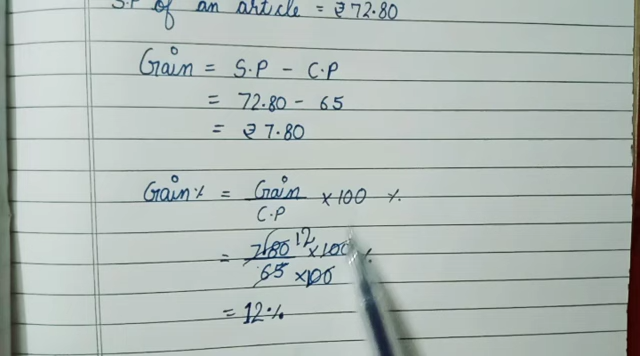 S.P of an article = ₹72.80
Gain = S.P - C.P
= 72.80 - 65
= ₹7.80
Gain% = Gain/C.P × 100 %
= 780/65 12 × 100/× 100 %
= 12%